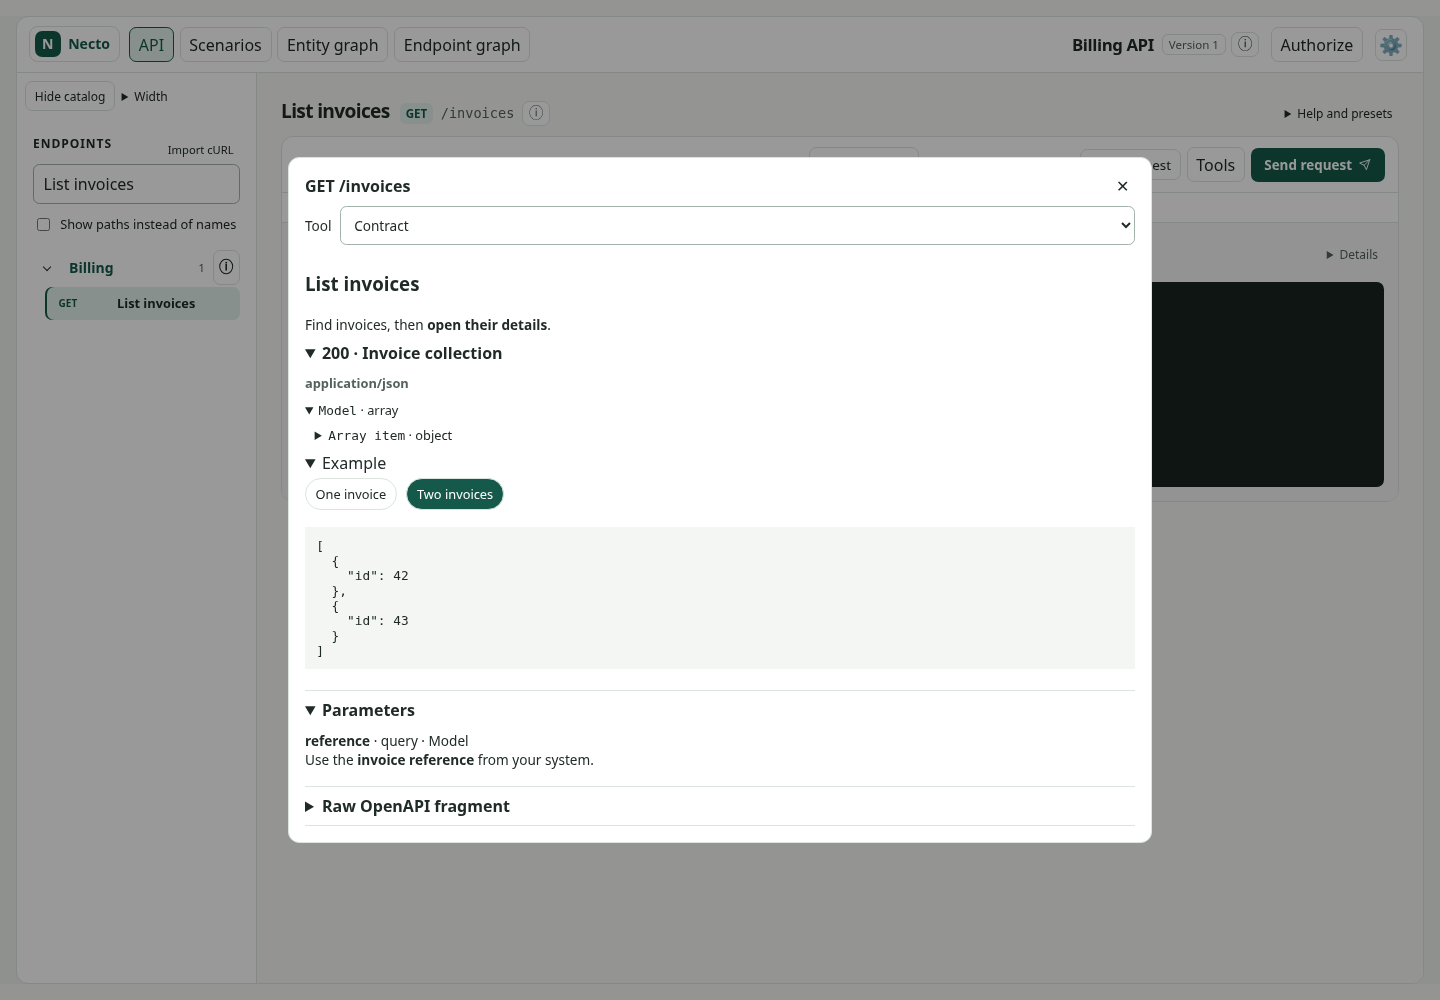 N Necto API Scenarios Entity graph Endpoint graph Billing API Version 1 ⓘ Authorize
Hide catalog ▶ Width
ENDPOINTS Import cURL
List invoices
Show paths instead of names
Billing 1 ⓘ
GET List invoices
List invoices GET /invoices ⓘ ▶ Help and presets
Tools Send request
▶ Details
GET /invoices ✕
Tool Contract
List invoices
Find invoices, then open their details.
▼ 200 · Invoice collection
application/json
▼ Model · array
▶ Array item · object
▼ Example
One invoice Two invoices
[
  {
    "id": 42
  },
  {
    "id": 43
  }
]
▼ Parameters
reference · query · Model
Use the invoice reference from your system.
▶ Raw OpenAPI fragment